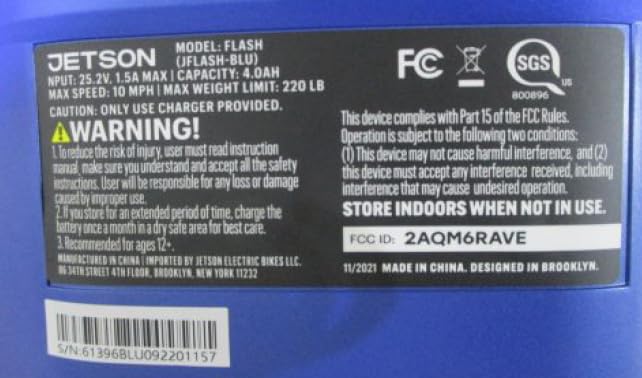 JETSON
MODEL: FLASH
(JFLASH-BLU)
NPUT: 25.2V, 1.5A MAX | CAPACITY: 4.0AH
MAX SPEED: 10 MPH | MAX WEIGHT LIMIT: 220 LB
CAUTION: ONLY USE CHARGER PROVIDED.
WARNING!
1. To reduce the risk of injury, user must read instruction
manual, make sure you understand and accept all the safety
instructions. User will be responsible for any loss or damage
caused by improper use.
2. If you store for an extended period of time, charge the
battery once a month in a dry safe area for best care.
3. Recommended for ages 12+.
MANUFACTURED IN CHINA | IMPORTED BY JETSON ELECTRIC BIKES LLC.
86 34TH STREET 4TH FLOOR, BROOKLYN, NEW YORK 11232
FC
SGS
US
800896
This device complies with Part 15 of the FCC Rules.
Operation is subject to the following two conditions:
(1) This device may not cause harmful interference, and (2)
this device must accept any interference received, including
interference that may cause undesired operation.
STORE INDOORS WHEN NOT IN USE.
FCC ID: 2AQM6RAVE
11/2021 MADE IN CHINA. DESIGNED IN BROOKLYN.
S/N:61396BLU092201157